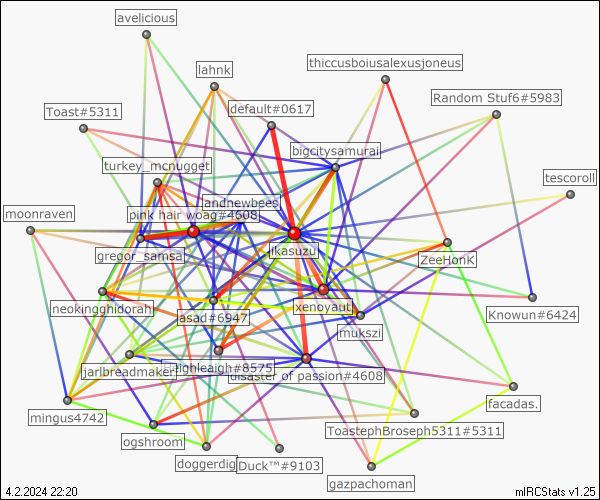 avelicious
lahnk
thiccusboiusalexusjoneus
Toast#5311
default#0617
Random Stuf6#5983
bigcitysamurai
turkey_mcnugget
tescoroll
moonraven
andnewbees
pink hair woag#4608
gregor_samsa
jikasuzu
ZeeHonK
neokingghidorah
asad#6947
xenoyaut
mukszi
Knowun#6424
jarlbreadmaker
leighleaigh#8575
disaster of passion#4608
facadas.
mingus4742
ogshroom
ToastephBroseph5311#5311
doggerdig
Duck™#9103
gazpachoman
4.2.2024 22:20
mIRCStats v1.25